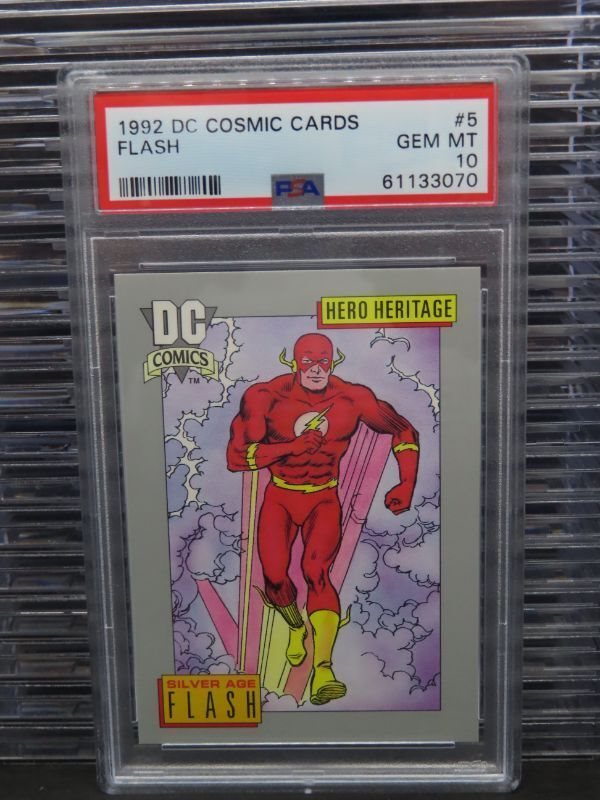 1992 DC COSMIC CARDS #5
FLASH GEM MT
10
PSA 61133070
DC
COMICS
TM
HERO HERITAGE
SILVER AGE
FLASH